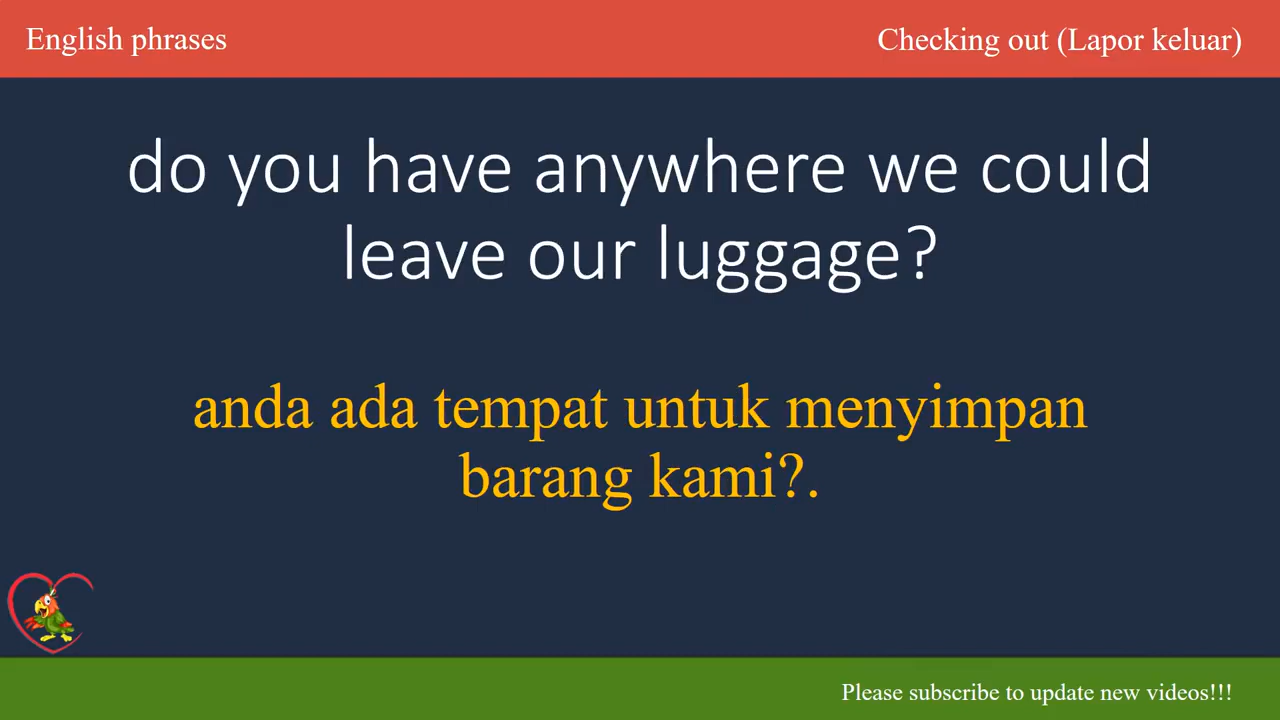 English phrases
Checking out (Lapor keluar)
do you have anywhere we could
leave our luggage?
anda ada tempat untuk menyimpan
barang kami?.
Please subscribe to update new videos!!!